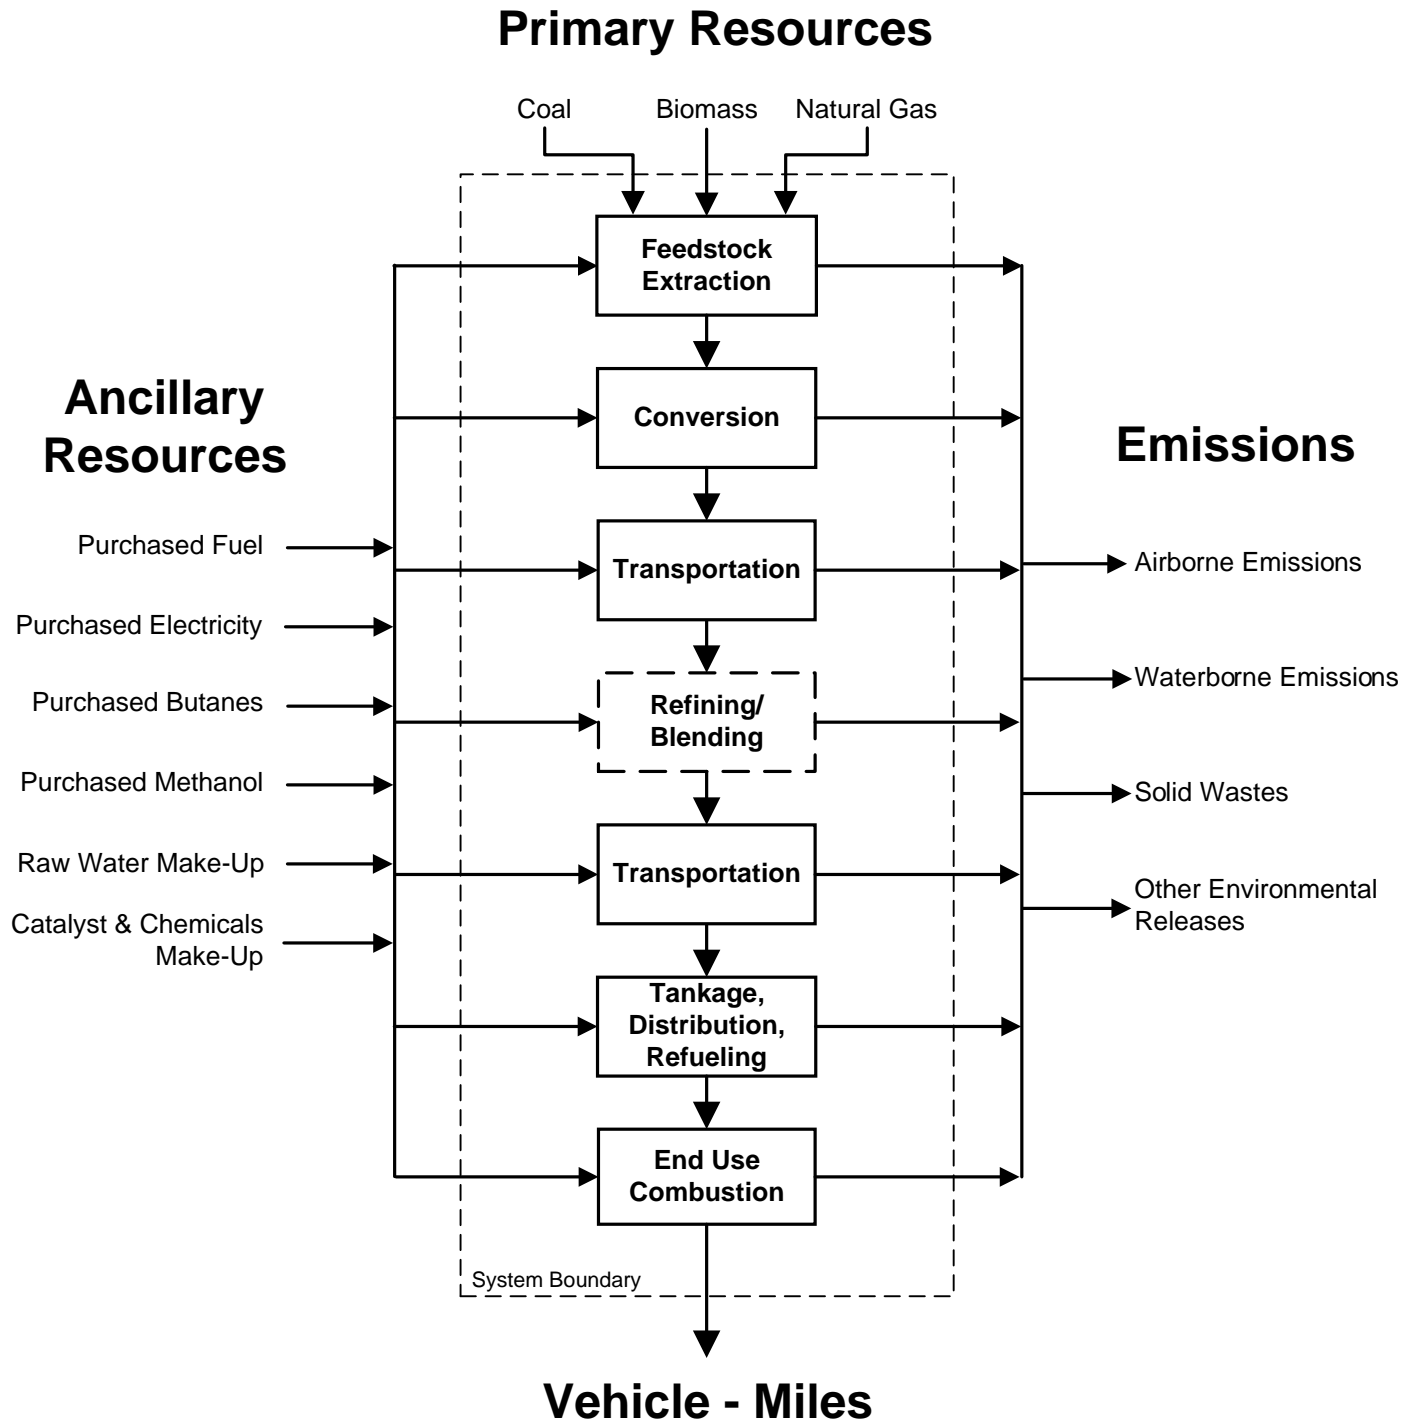 Primary Resources
Coal
Biomass
Natural Gas
Feedstock
Extraction
Conversion
Transportation
Refining/
Blending
Transportation
Tankage,
Distribution,
Refueling
End Use
Combustion
System Boundary
Ancillary
Resources
Purchased Fuel
Purchased Electricity
Purchased Butanes
Purchased Methanol
Raw Water Make-Up
Catalyst & Chemicals
Make-Up
Emissions
Airborne Emissions
Waterborne Emissions
Solid Wastes
Other Environmental
Releases
Vehicle - Miles